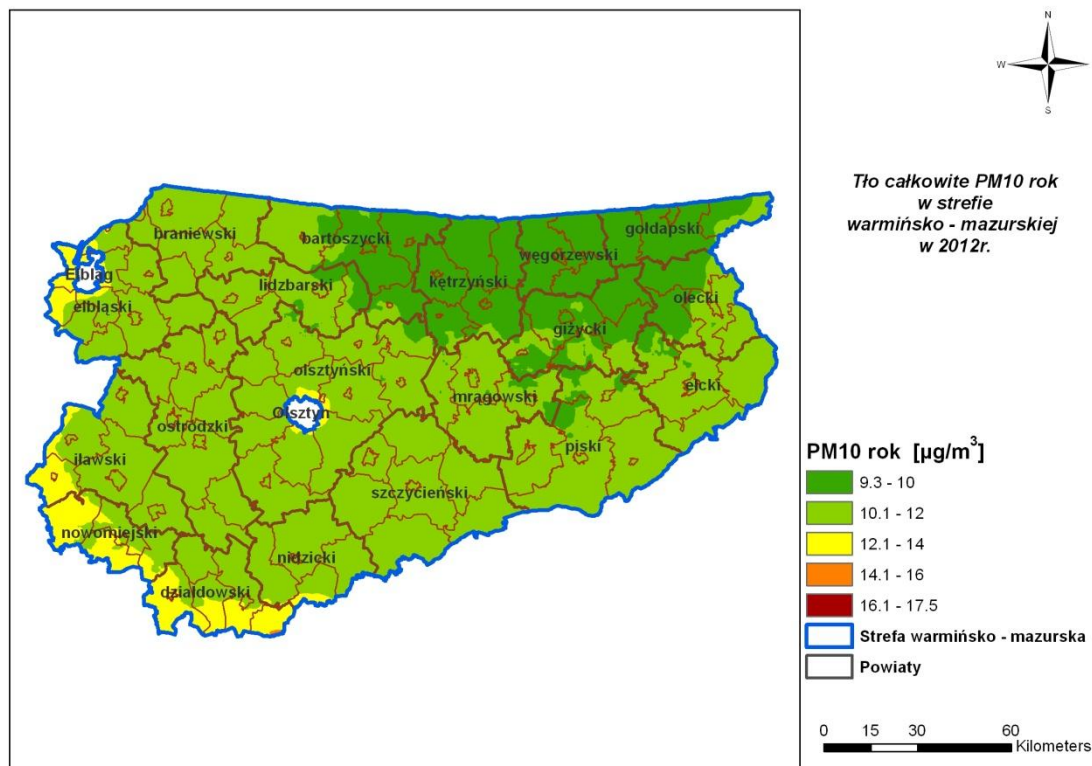 N
W
S
Tło całkowite PM10 rok
w strefie
warmińsko - mazurskiej
w 2012r.
braniewski
bartoszycki
gołdapski
węgorzewski
Elbląg
lidzbarski
kętrzyński
olecki
elbląski
giżycki
olsztyński
ełcki
mrągowski
Olsztyn
ostródzki
piski
iławski
szczycieński
nowomiejski
nidzicki
działdowski
PM10 rok [µg/m³]
9.3 - 10
10.1 - 12
12.1 - 14
14.1 - 16
16.1 - 17.5
Strefa warmińsko - mazurska
Powiaty
0 15 30 60
Kilometers